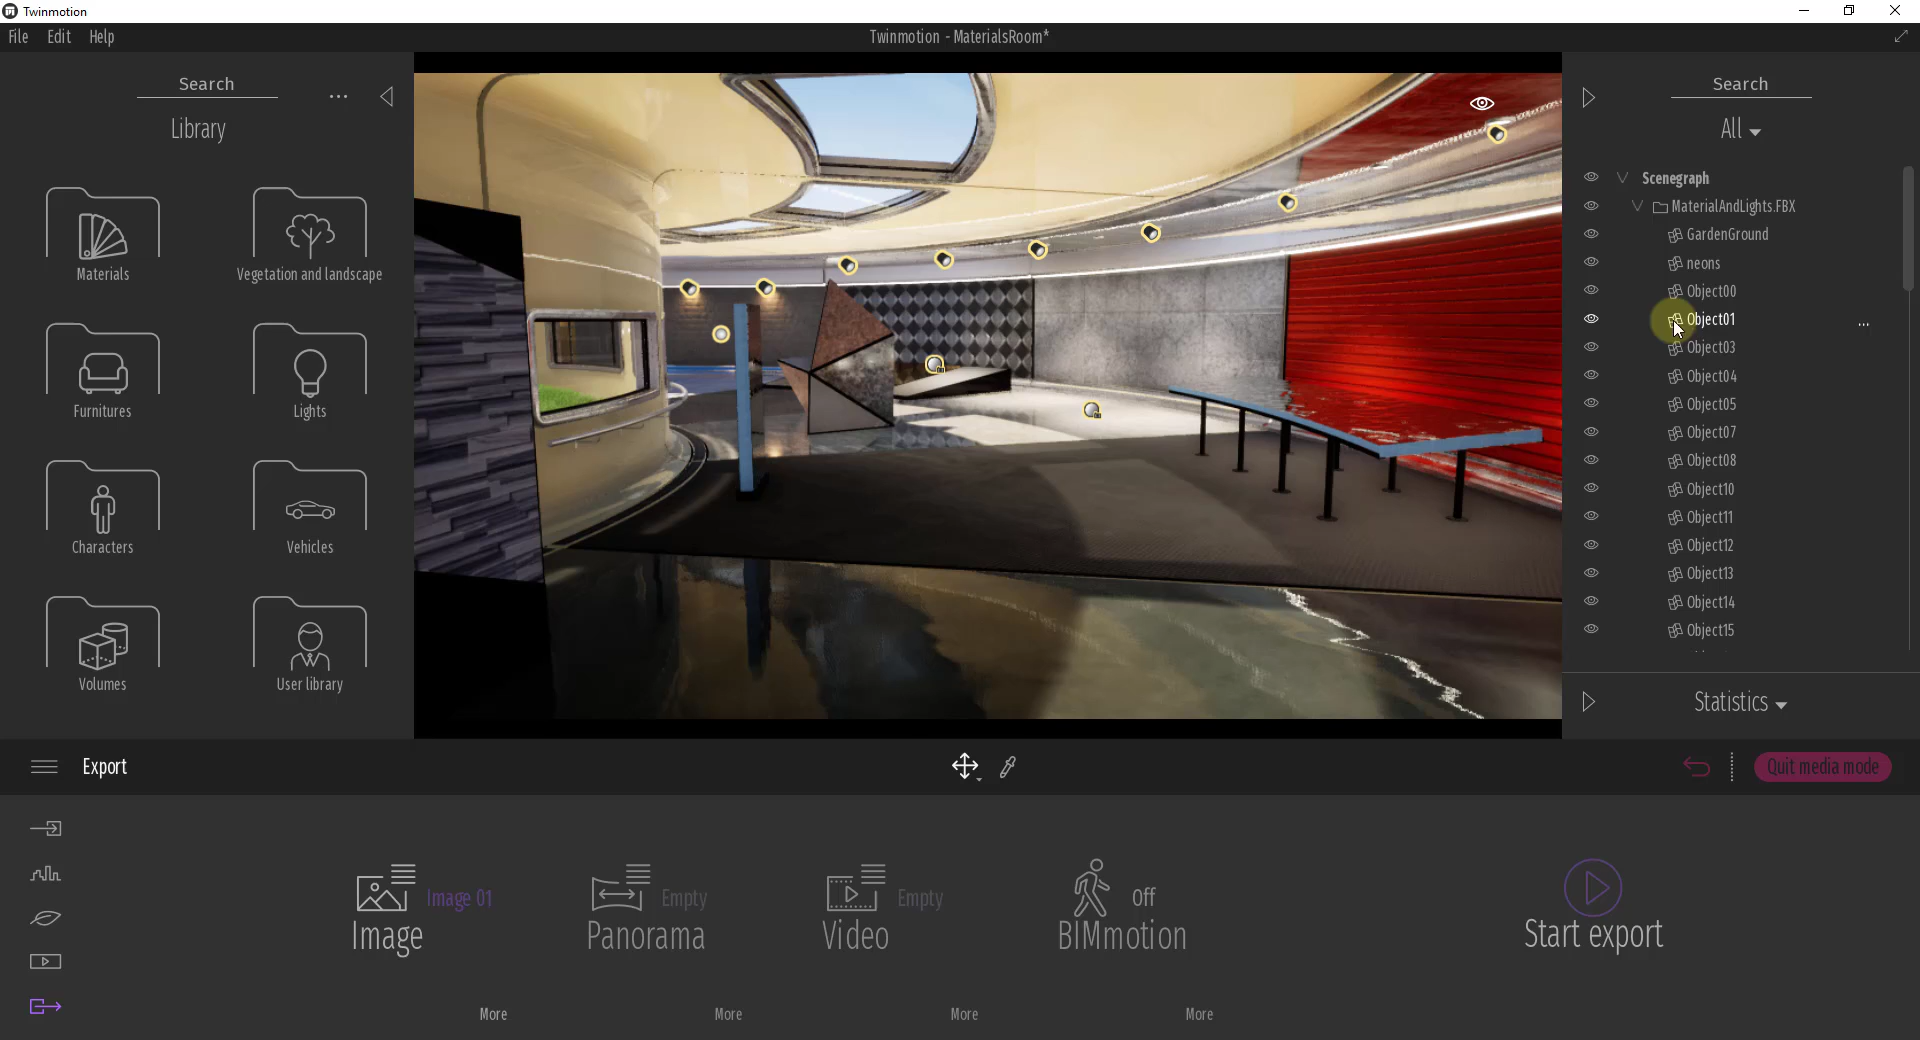 Twinmotion
File Edit Help
Twinmotion - MaterialsRoom*
Search
...
Library
Materials
Vegetation and landscape
Furnitures
Lights
Characters
Vehicles
Volumes
User library
Search
All
Scenegraph
MaterialAndLights.FBX
GardenGround
neons
Object00
Object01
...
Object03
Object04
Object05
Object07
Object08
Object10
Object11
Object12
Object13
Object14
Object15
Statistics
Export
Quit media mode
Image 01
Image
More
Empty
Panorama
More
Empty
Video
More
Off
BIMmotion
More
Start export